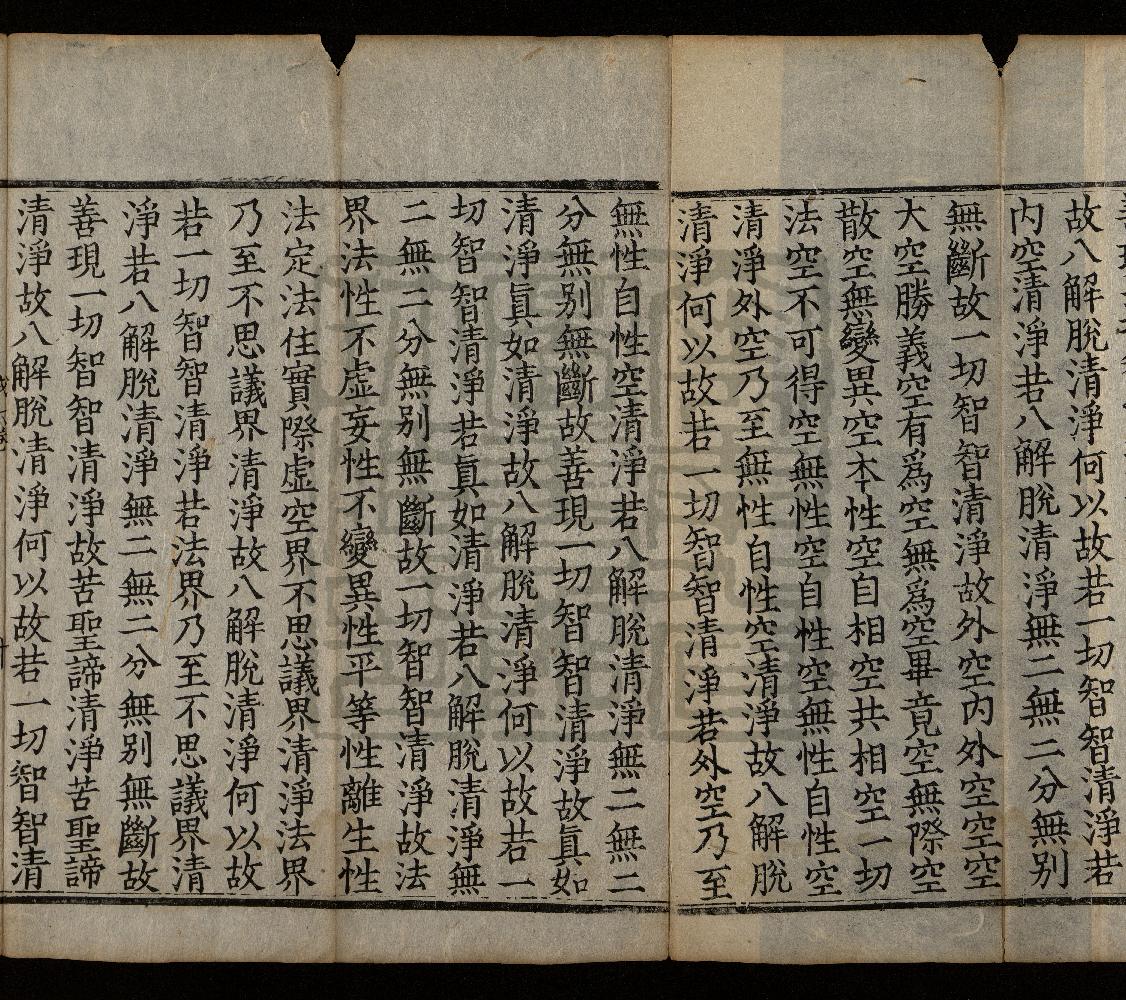 故八解脫清淨何以故若一切智智清淨若
内空清淨若八解脫清淨無二無二分無别
無斷故一切智智清淨故外空内外空空空
大空勝義空有爲空無爲空畢竟空無際空
散空無變異空本性空自相空共相空一切
法空不可得空無性空自性空無性自性空
清淨外空乃至無性自性空清淨故八解脫
清淨何以故若一切智智清淨若外空乃至
無性自性空清淨若八解脫清淨無二無二
分無别無斷故善現一切智智清淨故眞如
清淨眞如清淨故八解脫清淨何以故若一
切智智清淨若眞如清淨若八解脫清淨無
二無二分無别無斷故一切智智清淨故法
界法性不虛妄性不變異性平等性離生性
法定法住實際虛空界不思議界清淨法界
乃至不思議界清淨故八解脫清淨何以故
若一切智智清淨若法界乃至不思議界清
淨若八解脫清淨無二無二分無别無斷故
善現一切智智清淨故苦聖諦清淨苦聖諦
清淨故八解脫清淨何以故若一切智智清